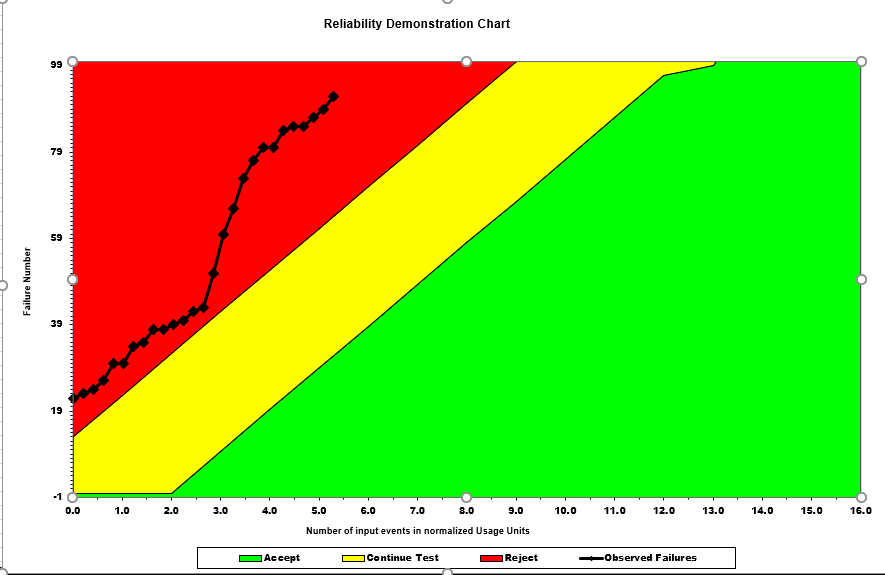 Reliability Demonstration Chart
99
79
59
39
19
-1
Failure Number
0.0 1.0 2.0 3.0 4.0 5.0 6.0 7.0 8.0 9.0 10.0 11.0 12.0 13.0 14.0 15.0 16.0
Number of input events in normalized Usage Units
Accept Continue Test Reject Observed Failures